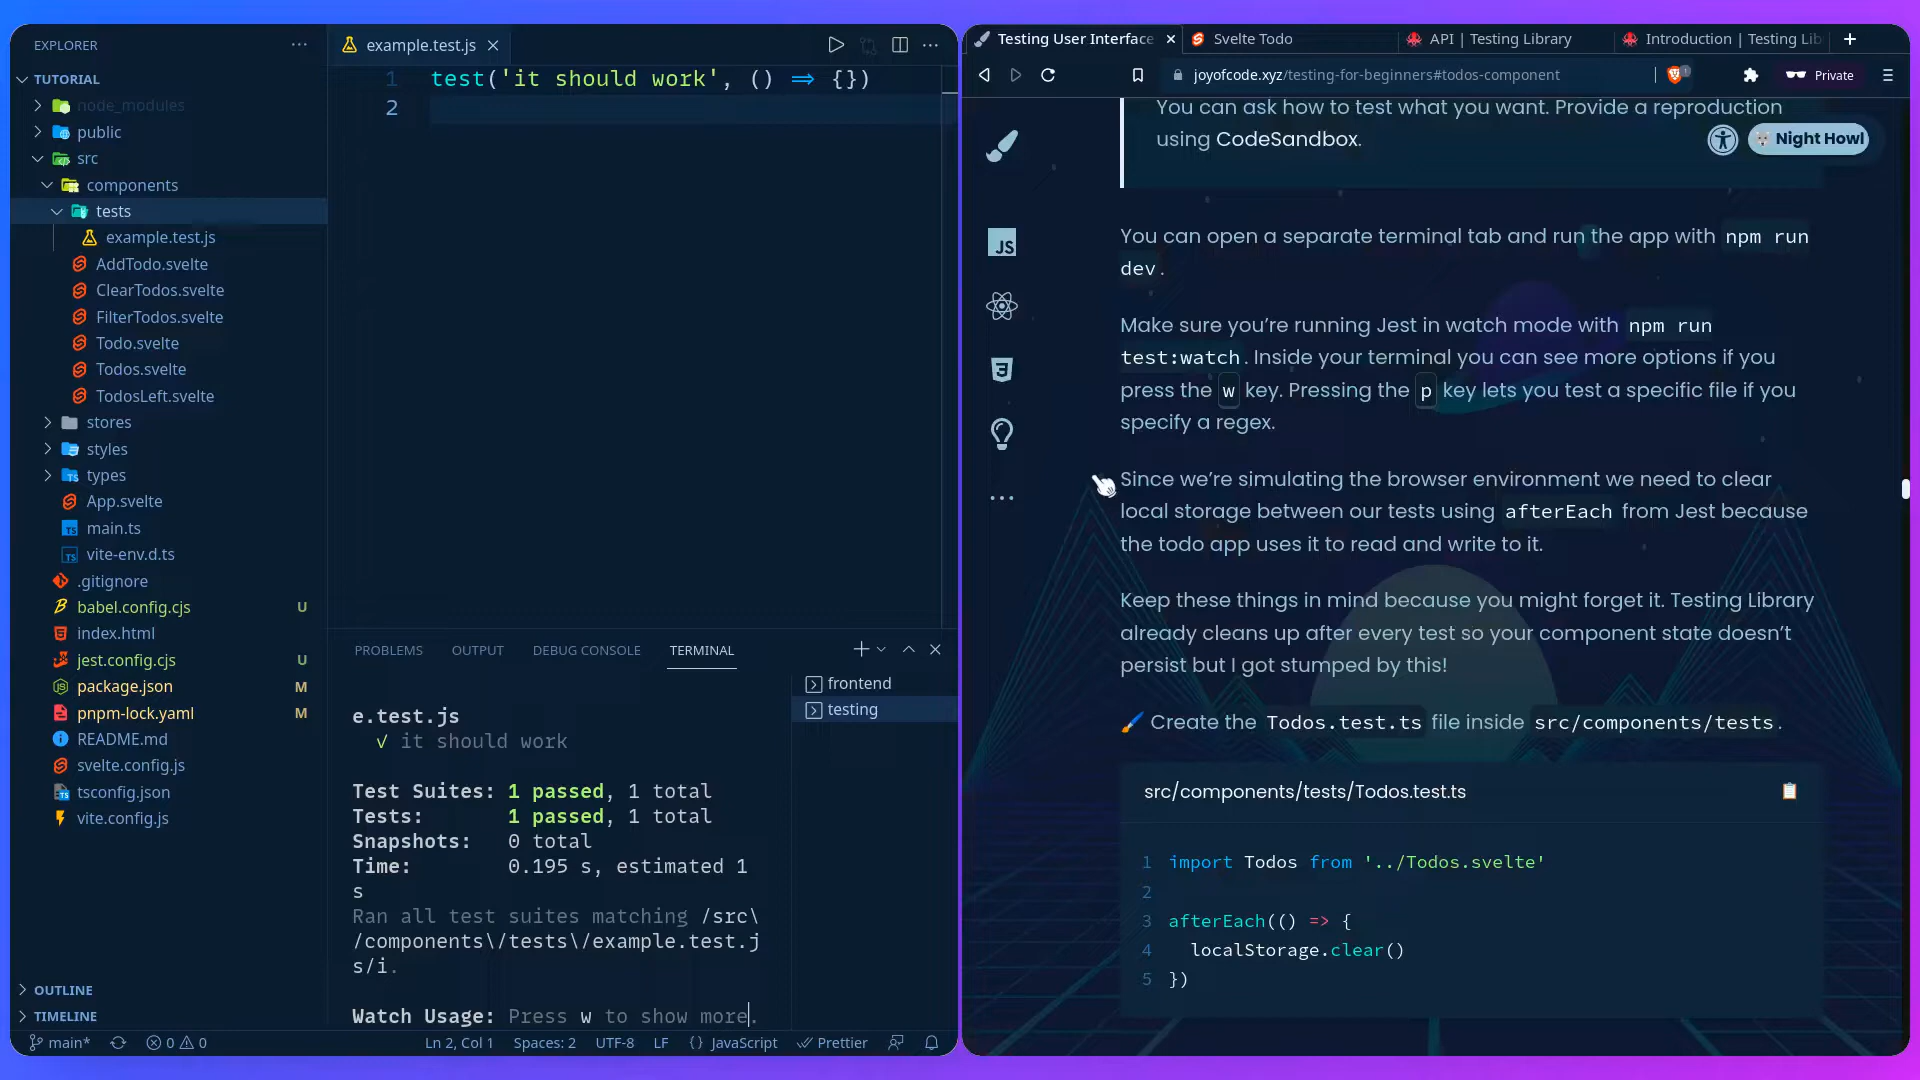 EXPLORER
TUTORIAL
node_modules
public
src
components
tests
example.test.js
AddTodo.svelte
ClearTodos.svelte
FilterTodos.svelte
Todo.svelte
Todos.svelte
TodosLeft.svelte
stores
styles
types
App.svelte
main.ts
vite-env.d.ts
.gitignore
babel.config.cjs U
index.html
jest.config.cjs U
package.json M
pnpm-lock.yaml M
README.md
svelte.config.js
tsconfig.json
vite.config.js
OUTLINE
TIMELINE
example.test.js
1 test('it should work', () => {})
2
PROBLEMS OUTPUT DEBUG CONSOLE TERMINAL
frontend
testing
e.test.js
√ it should work
Test Suites: 1 passed, 1 total
Tests: 1 passed, 1 total
Snapshots: 0 total
Time: 0.195 s, estimated 1
s
Ran all test suites matching /src\
/components\/tests\/example.test.j
s/i.
Watch Usage: Press w to show more.
main* 0 0 Ln 2, Col 1 Spaces: 2 UTF-8 LF {} JavaScript Prettier
Testing User Interface Svelte Todo API | Testing Library Introduction | Testing Lib
joyofcode.xyz/testing-for-beginners#todos-component 1 Private
You can ask how to test what you want. Provide a reproduction
using CodeSandbox.
Night Howl
JS
You can open a separate terminal tab and run the app with npm run
dev.
Make sure you’re running Jest in watch mode with npm run
test:watch. Inside your terminal you can see more options if you
press the w key. Pressing the p key lets you test a specific file if you
specify a regex.
Since we’re simulating the browser environment we need to clear
local storage between our tests using afterEach from Jest because
the todo app uses it to read and write to it.
Keep these things in mind because you might forget it. Testing Library
already cleans up after every test so your component state doesn’t
persist but I got stumped by this!
🖌️ Create the Todos.test.ts file inside src/components/tests.
src/components/tests/Todos.test.ts
1 import Todos from '../Todos.svelte'
2
3 afterEach(() => {
4 localStorage.clear()
5 })